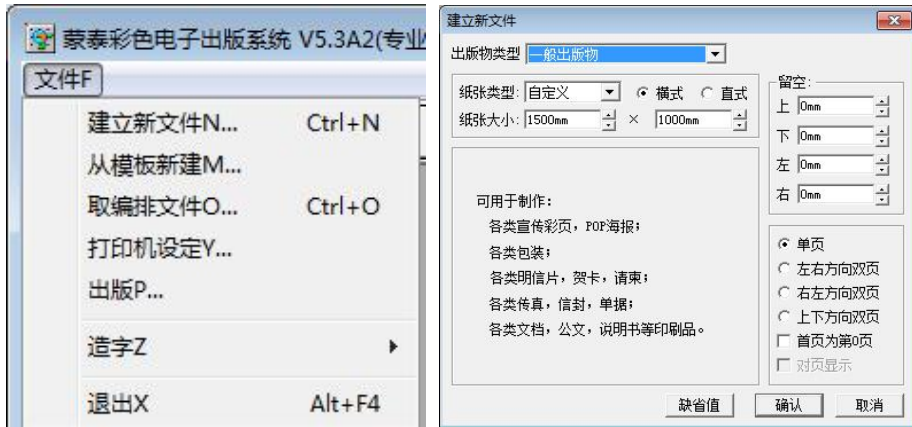 蒙泰彩色电子出版系统 V5.3A2(专业
文件F
建立新文件N... Ctrl+N
从模板新建M...
取编排文件O... Ctrl+O
打印机设定Y...
出版P...
造字Z
退出X Alt+F4
建立新文件
出版物类型 一般出版物
纸张类型: 自定义 横式 直式
纸张大小: 1500mm × 1000mm
留空:
上 0mm
下 0mm
左 0mm
右 0mm
可用于制作:
各类宣传彩页，POP海报；
各类包装；
各类明信片，贺卡，请柬；
各类传真，信封，单据；
各类文档，公文，说明书等印刷品。
单页
左右方向双页
右左方向双页
上下方向双页
首页为第0页
对页显示
缺省值 确认 取消